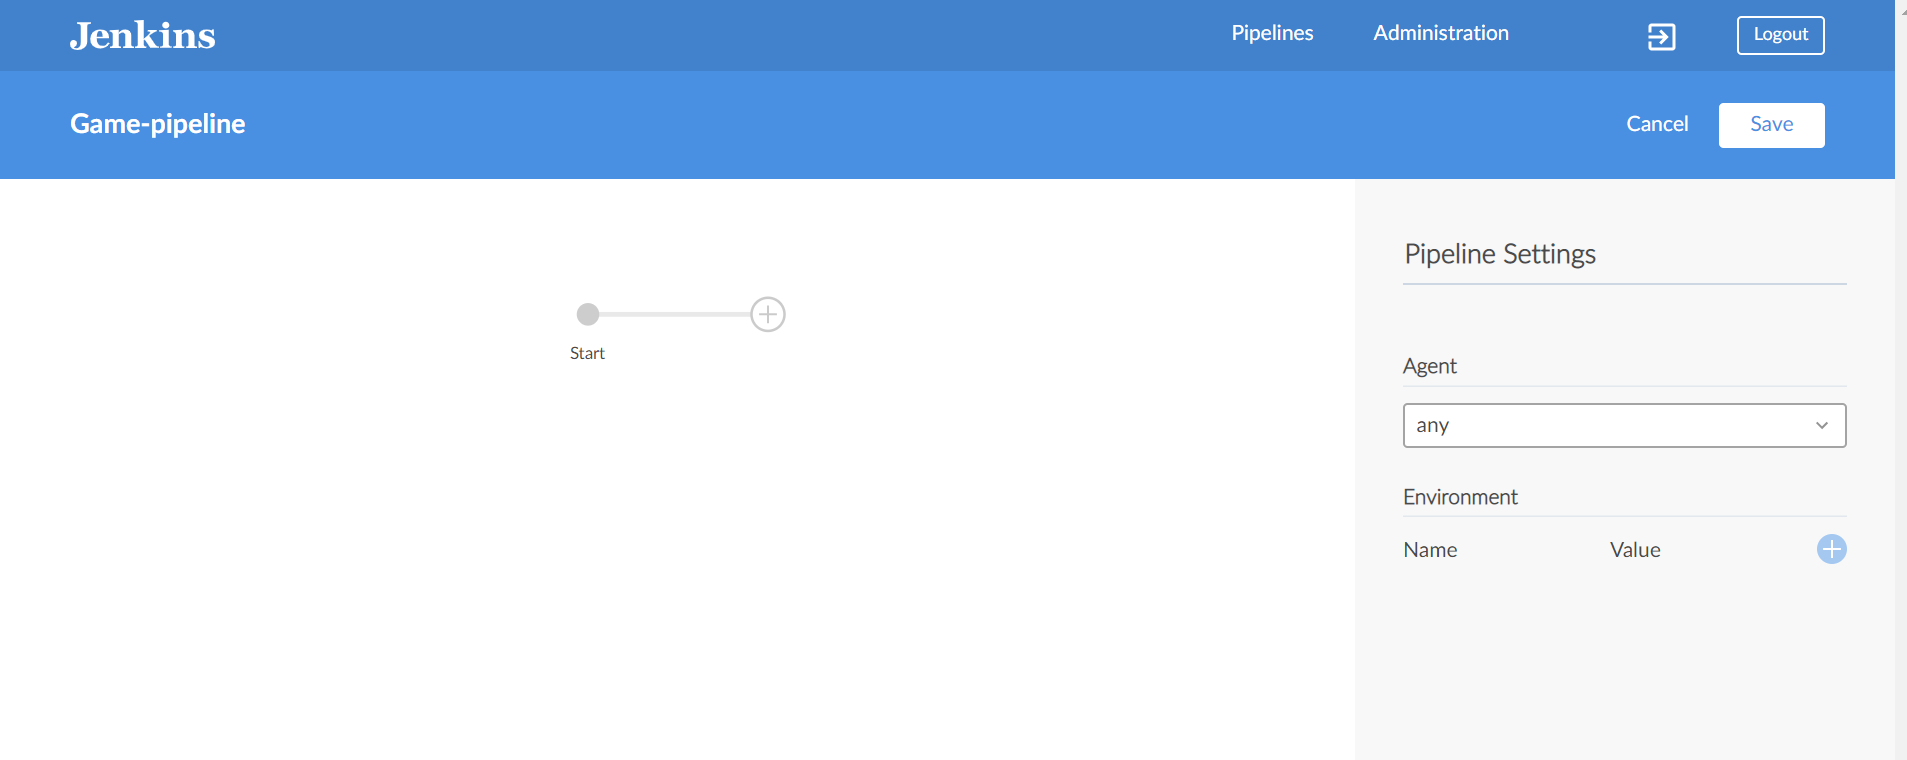 Jenkins
Pipelines
Administration
Logout
Game-pipeline
Cancel
Save
Start
Pipeline Settings
Agent
any
Environment
Name
Value